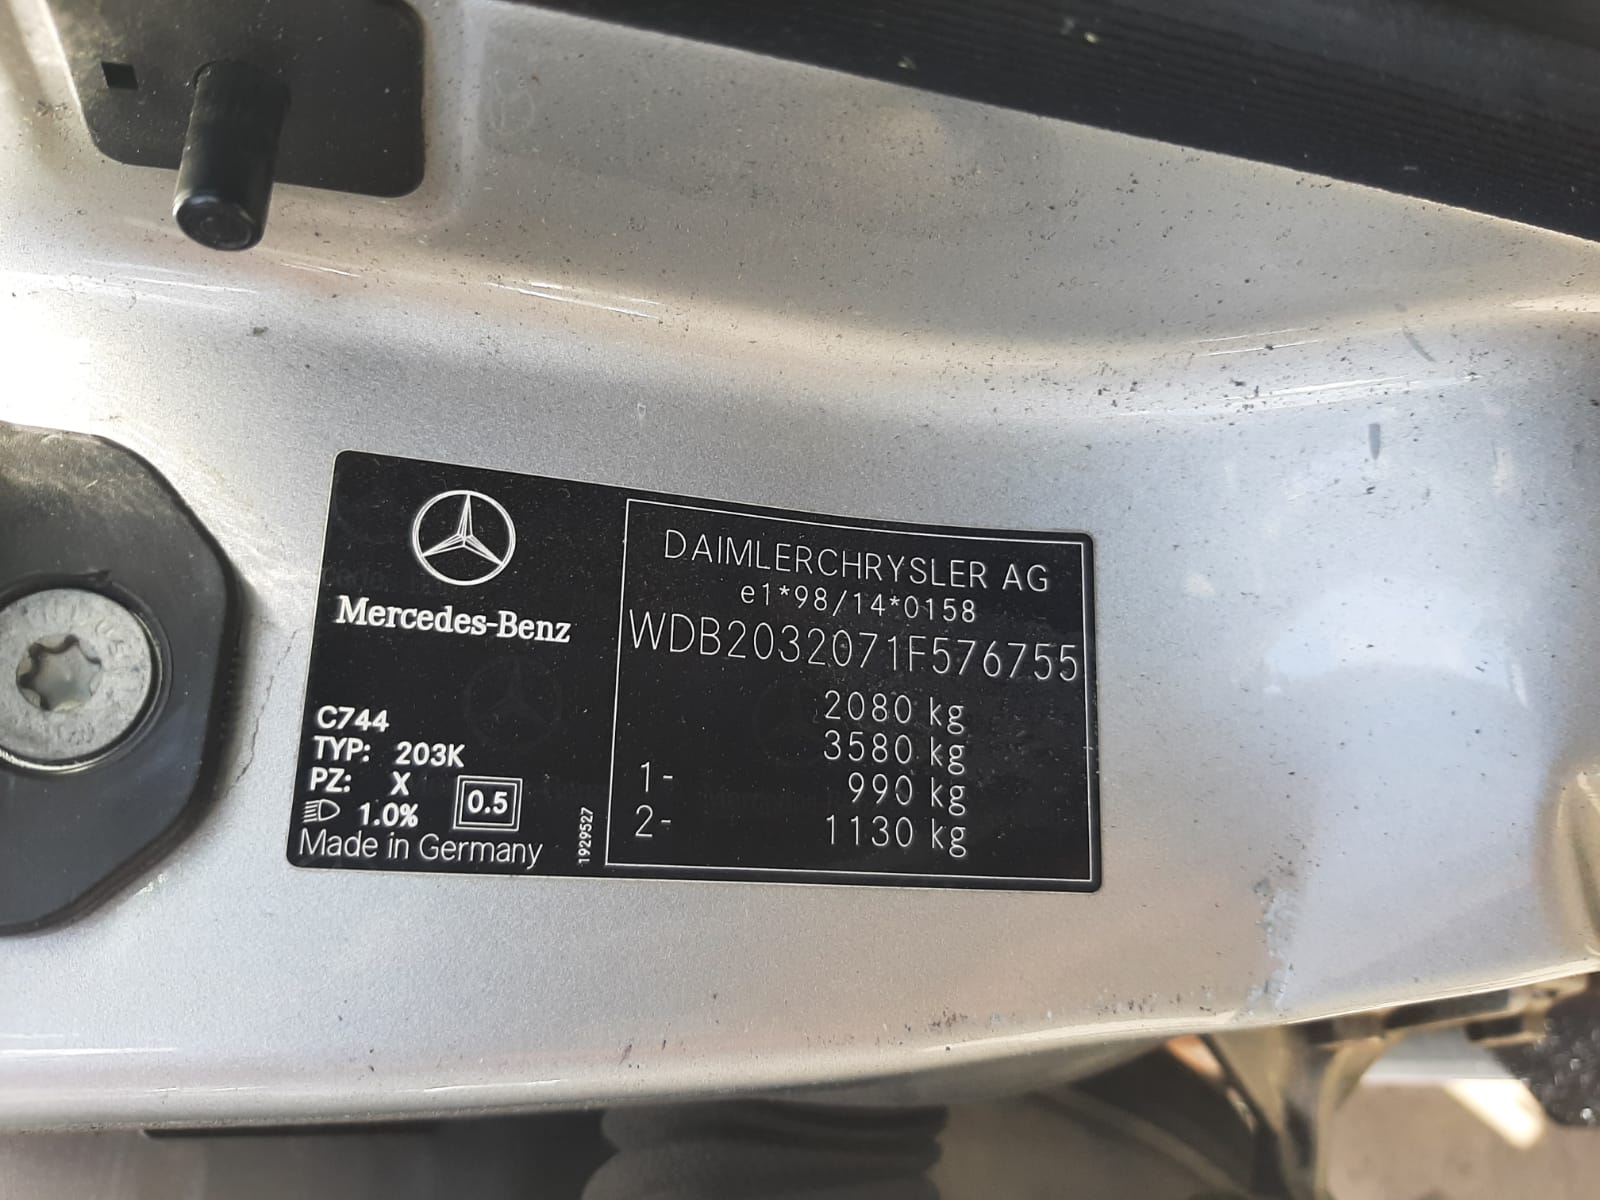 Mercedes-Benz
C744
TYP: 203K
PZ: X
1.0% 0.5
Made in Germany
1929527
DAIMLERCHRYSLER AG
e1*98/14*0158
WDB2032071F576755
2080 kg
3580 kg
1- 990 kg
2- 1130 kg